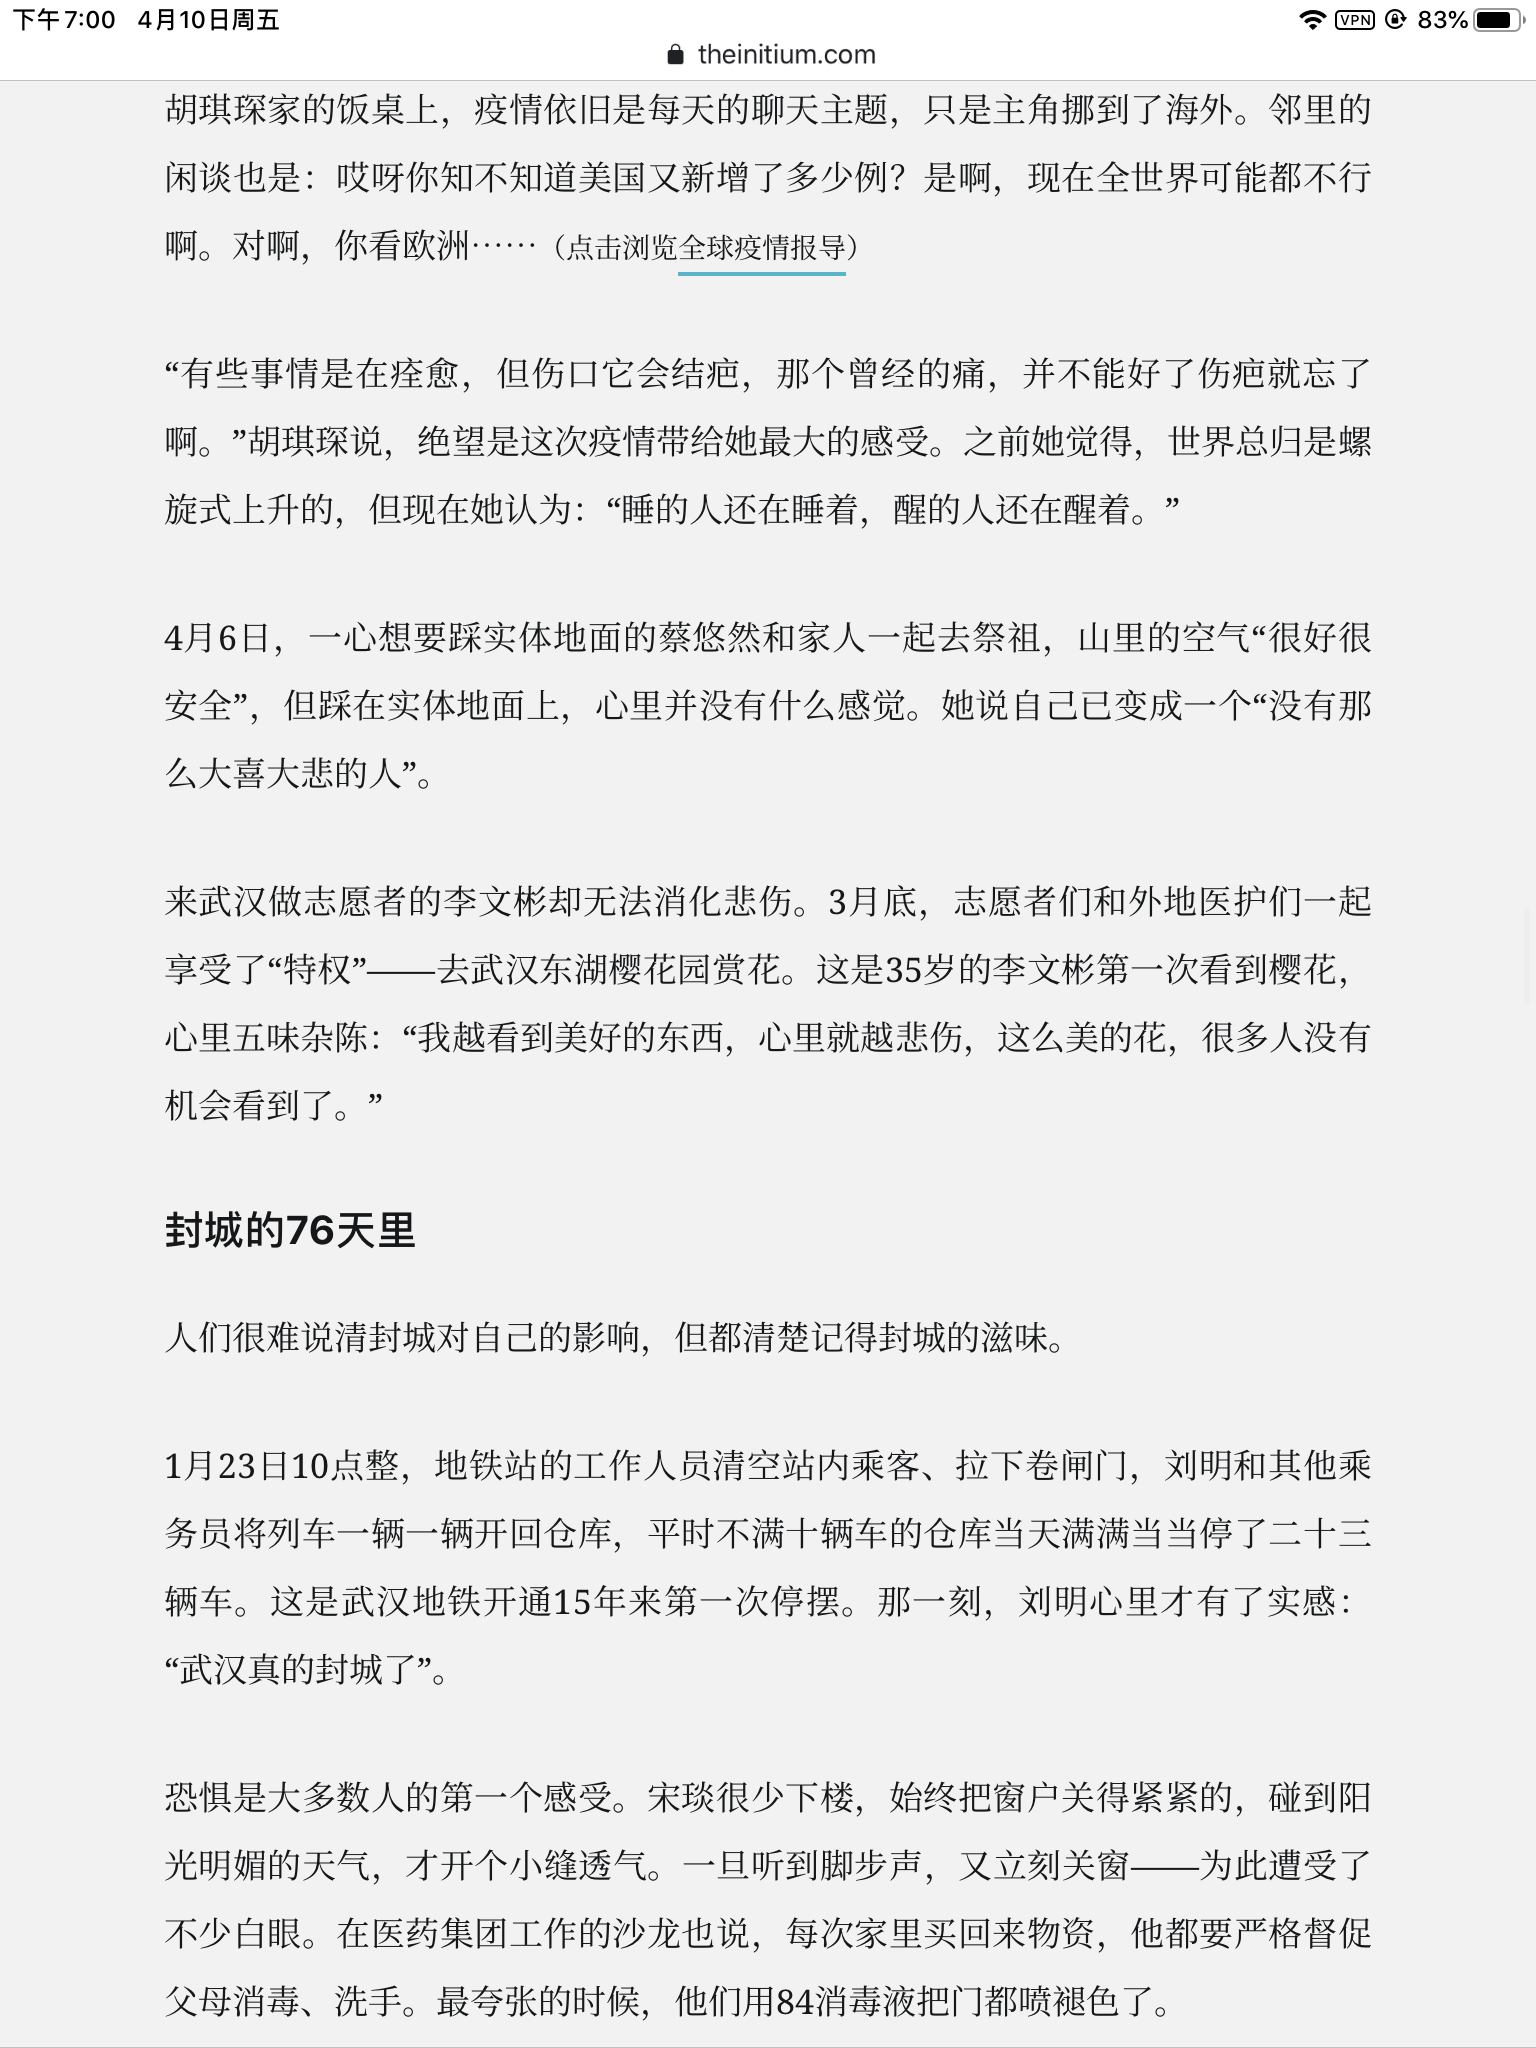 下午7:00 4月10日周五
VPN 83%
theinitium.com
胡琪琛家的饭桌上，疫情依旧是每天的聊天主题，只是主角挪到了海外。邻里的
闲谈也是：哎呀你知不知道美国又新增了多少例？是啊，现在全世界可能都不行
啊。对啊，你看欧洲……（点击浏览全球疫情报导）
“有些事情是在痊愈，但伤口它会结疤，那个曾经的痛，并不能好了伤疤就忘了
啊。”胡琪琛说，绝望是这次疫情带给她最大的感受。之前她觉得，世界总归是螺
旋式上升的，但现在她认为：“睡的人还在睡着，醒的人还在醒着。”
4月6日，一心想要踩实体地面的蔡悠然和家人一起去祭祖，山里的空气“很好很
安全”，但踩在实体地面上，心里并没有什么感觉。她说自己已变成一个“没有那
么大喜大悲的人”。
来武汉做志愿者的李文彬却无法消化悲伤。3月底，志愿者们和外地医护们一起
享受了“特权”——去武汉东湖樱花园赏花。这是35岁的李文彬第一次看到樱花，
心里五味杂陈：“我越看到美好的东西，心里就越悲伤，这么美的花，很多人没有
机会看到了。”
封城的76天里
人们很难说清封城对自己的影响，但都清楚记得封城的滋味。
1月23日10点整，地铁站的工作人员清空站内乘客、拉下卷闸门，刘明和其他乘
务员将列车一辆一辆开回仓库，平时不满十辆车的仓库当天满满当当停了二十三
辆车。这是武汉地铁开通15年来第一次停摆。那一刻，刘明心里才有了实感：
“武汉真的封城了”。
恐惧是大多数人的第一个感受。宋琰很少下楼，始终把窗户关得紧紧的，碰到阳
光明媚的天气，才开个小缝透气。一旦听到脚步声，又立刻关窗——为此遭受了
不少白眼。在医药集团工作的沙龙也说，每次家里买回来物资，他都要严格督促
父母消毒、洗手。最夸张的时候，他们用84消毒液把门都喷褪色了。